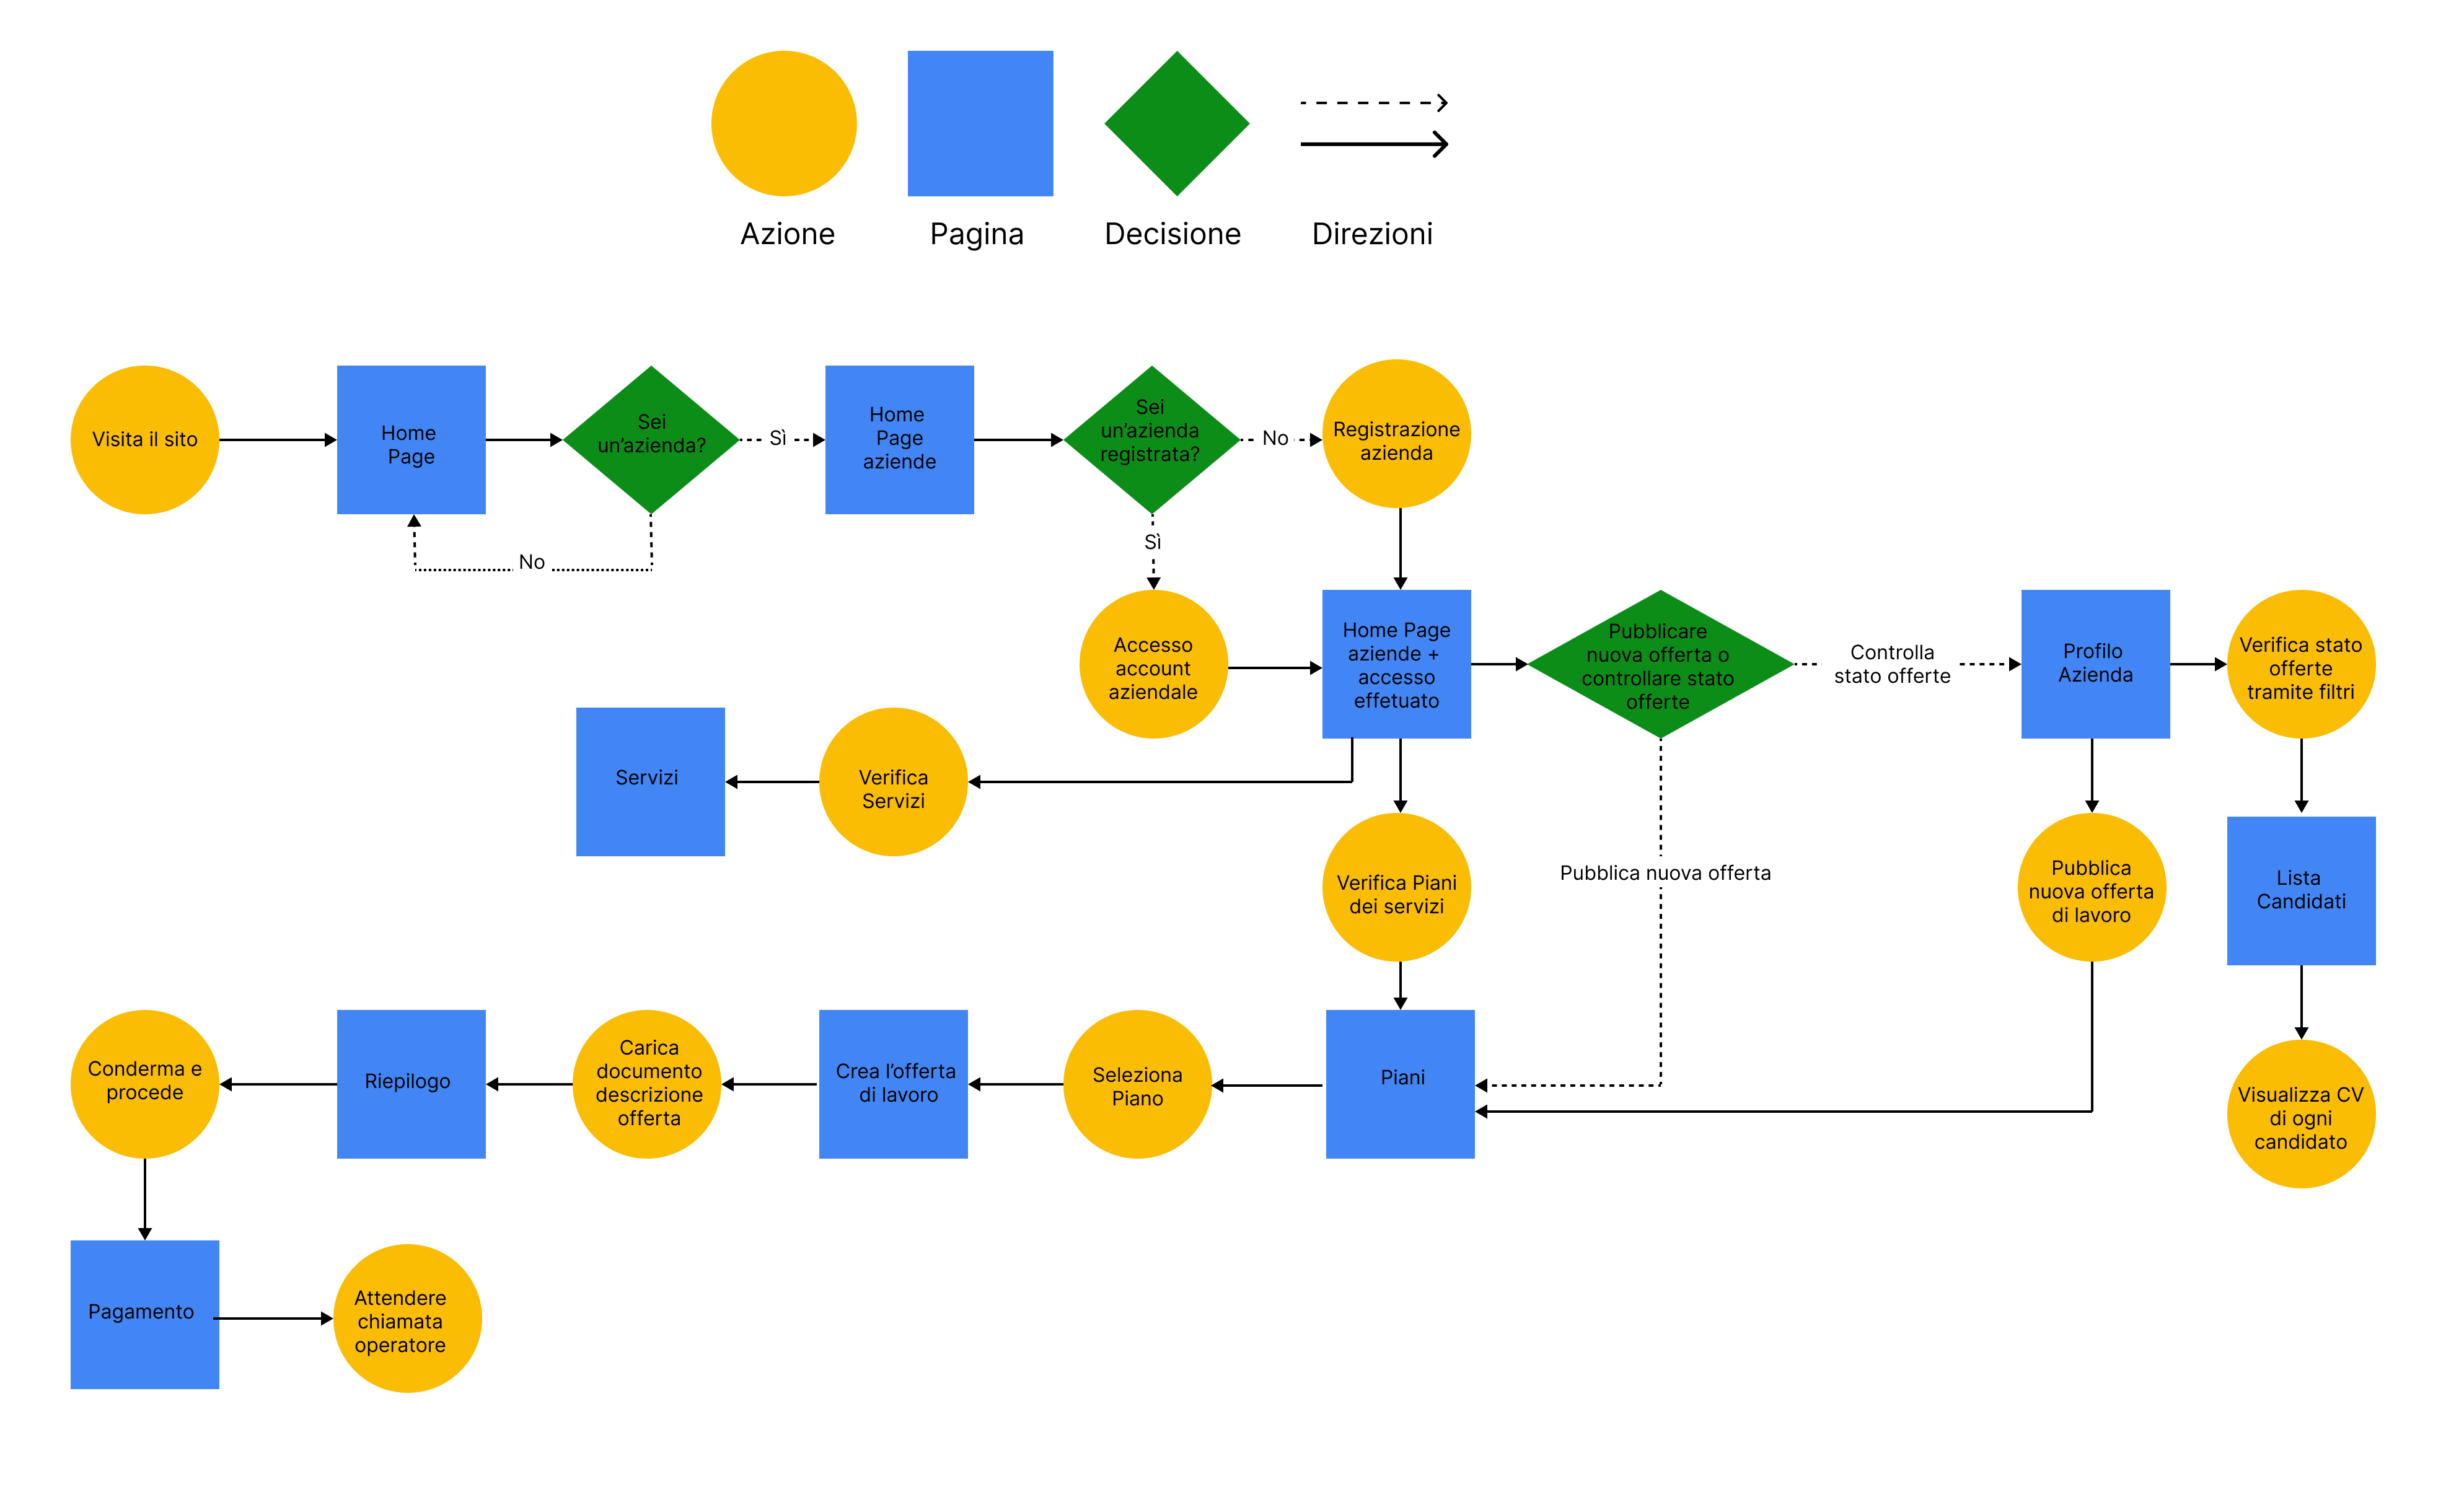 Azione
Pagina
Decisione
Direzioni
Visita il sito
Home
Page
Sei
un’azienda?
Sì
No
Home
Page
aziende
Sei
un’azienda
registrata?
No
Sì
Registrazione
azienda
Accesso
account
aziendale
Home Page
aziende +
accesso
effetuato
Pubblicare
nuova offerta o
controllare stato
offerte
Controlla
stato offerte
Profilo
Azienda
Verifica stato
offerte
tramite filtri
Servizi
Verifica
Servizi
Verifica Piani
dei servizi
Pubblica nuova offerta
Pubblica
nuova offerta
di lavoro
Lista
Candidati
Conderma e
procede
Riepilogo
Carica
documento
descrizione
offerta
Crea l’offerta
di lavoro
Seleziona
Piano
Piani
Visualizza CV
di ogni
candidato
Pagamento
Attendere
chiamata
operatore